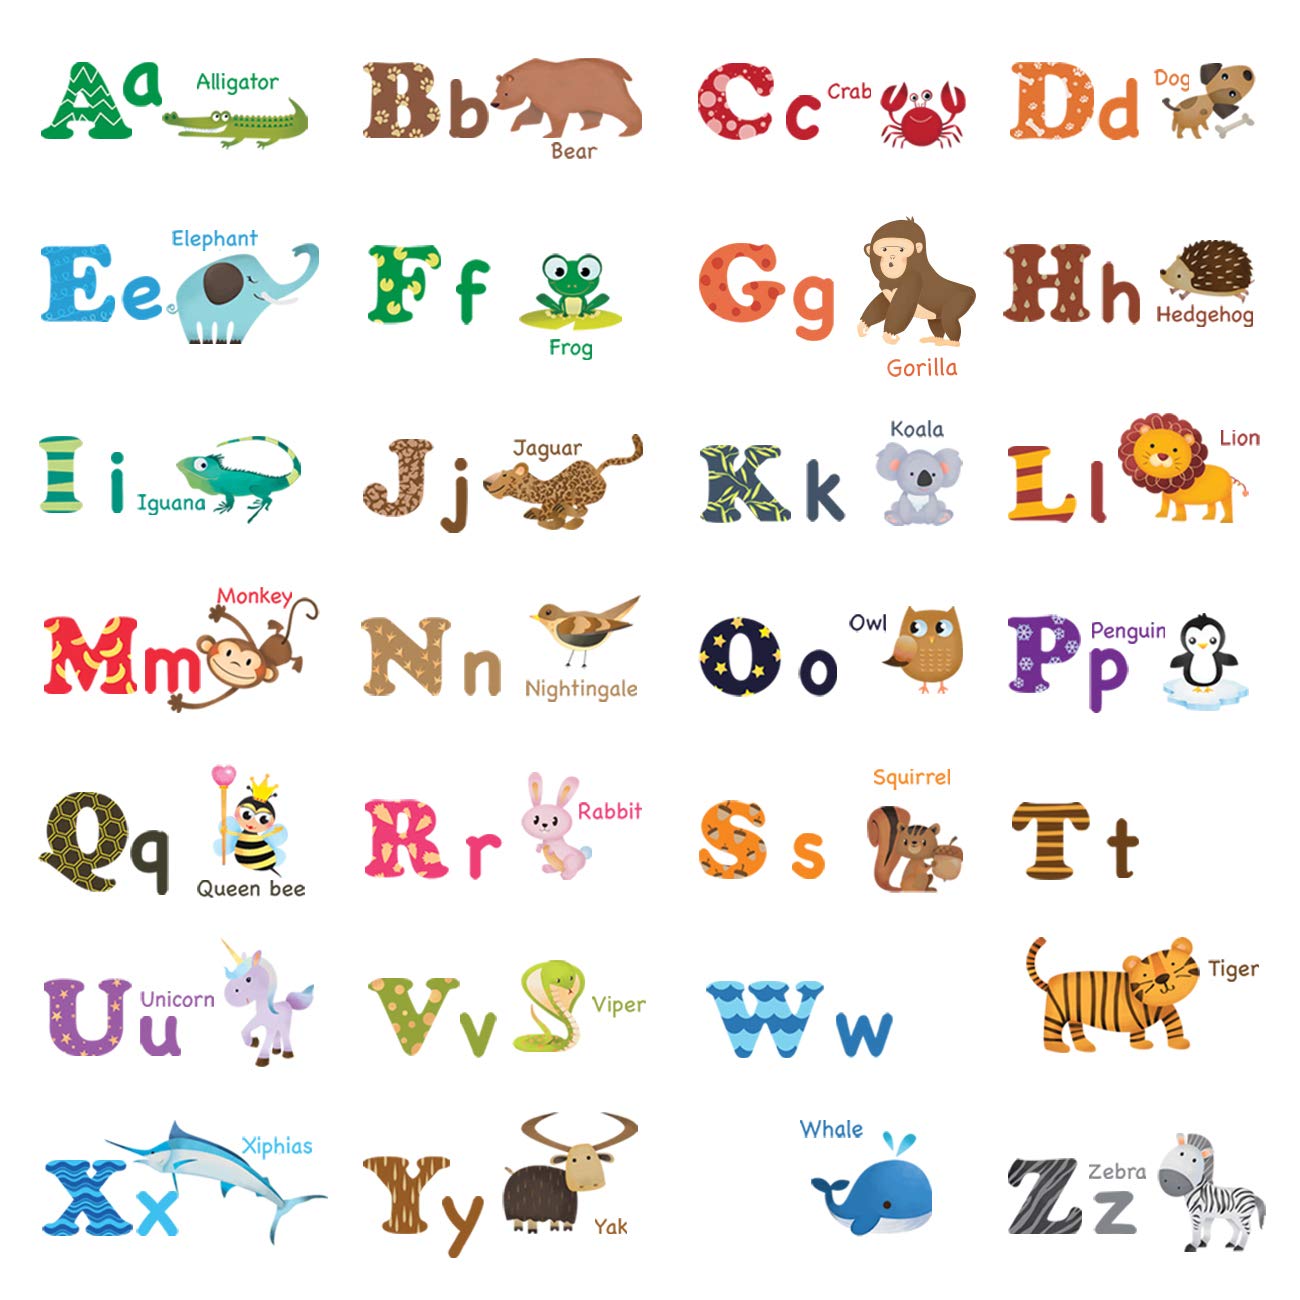 Aa Alligator
Bb Bear
Cc Crab
Dd Dog
Ee Elephant
Ff Frog
Gg Gorilla
Hh Hedgehog
Ii Iguana
Jj Jaguar
Kk Koala
Ll Lion
Mm Monkey
Nn Nightingale
Oo Owl
Pp Penguin
Qq Queen bee
Rr Rabbit
Ss Squirrel
Tt
Uu Unicorn
Vv Viper
Ww
Tiger
Xx Xiphias
Yy Yak
Whale
Zz Zebra